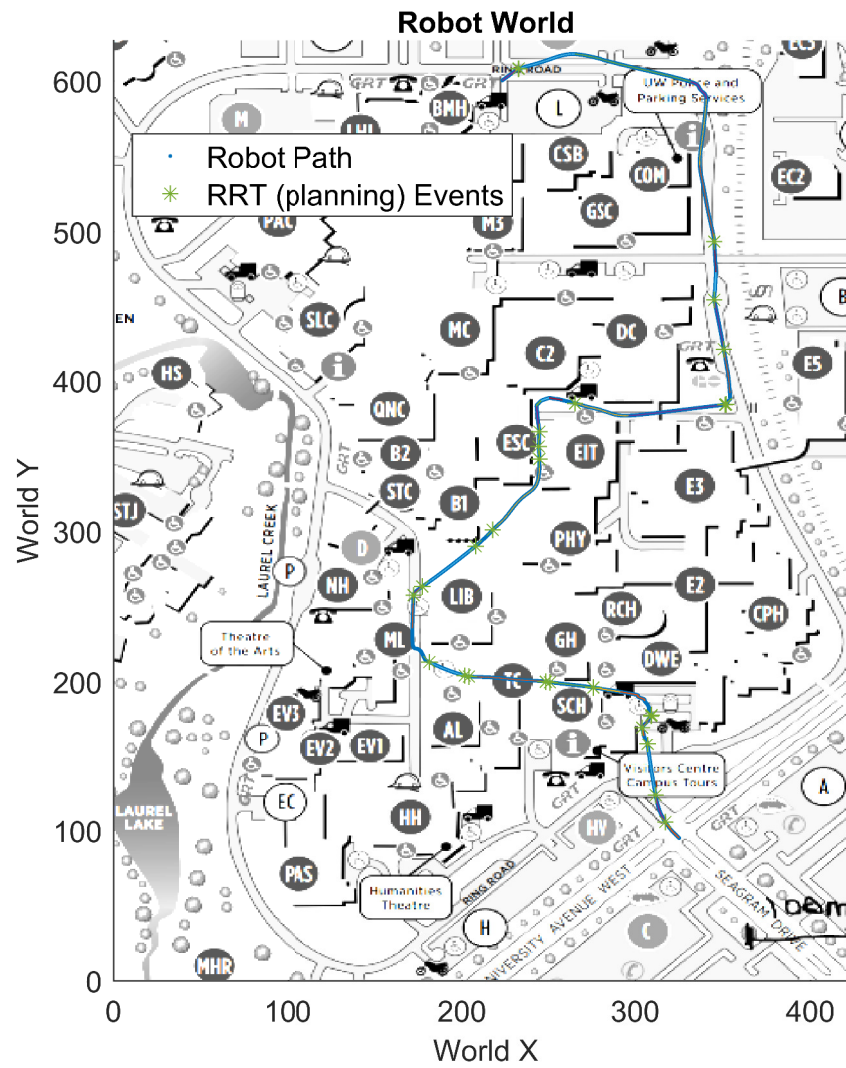 Robot World
600
500
400
300
200
100
0
0
100
200
300
400
World X
World Y
Robot Path
RRT (planning) Events
RING ROAD
GRT
GRT
UW Police and
Parking Services
M
BMH
L
CSB
COM
EC2
GSC
PAC
M3
SLC
MC
DC
C2
EN
HS
GRT
E5
B
QNC
ESC
EIT
B2
GRT
STC
B1
E3
STJ
LAUREL CREEK
PHY
D
P
NH
LIB
E2
RCH
CPH
Theatre
of the Arts
ML
GH
DWE
TC
EV3
SCH
P
EV2
EV1
AL
Visitors Centre
Campus Tours
GRT
EC
GRT
A
LAUREL
LAKE
HH
HV
GRT
GRT
PAS
RING ROAD
Humanities
Theatre
H
UNIVERSITY AVENUE WEST
SEAGRAM DRIVE
C
100m
MHR